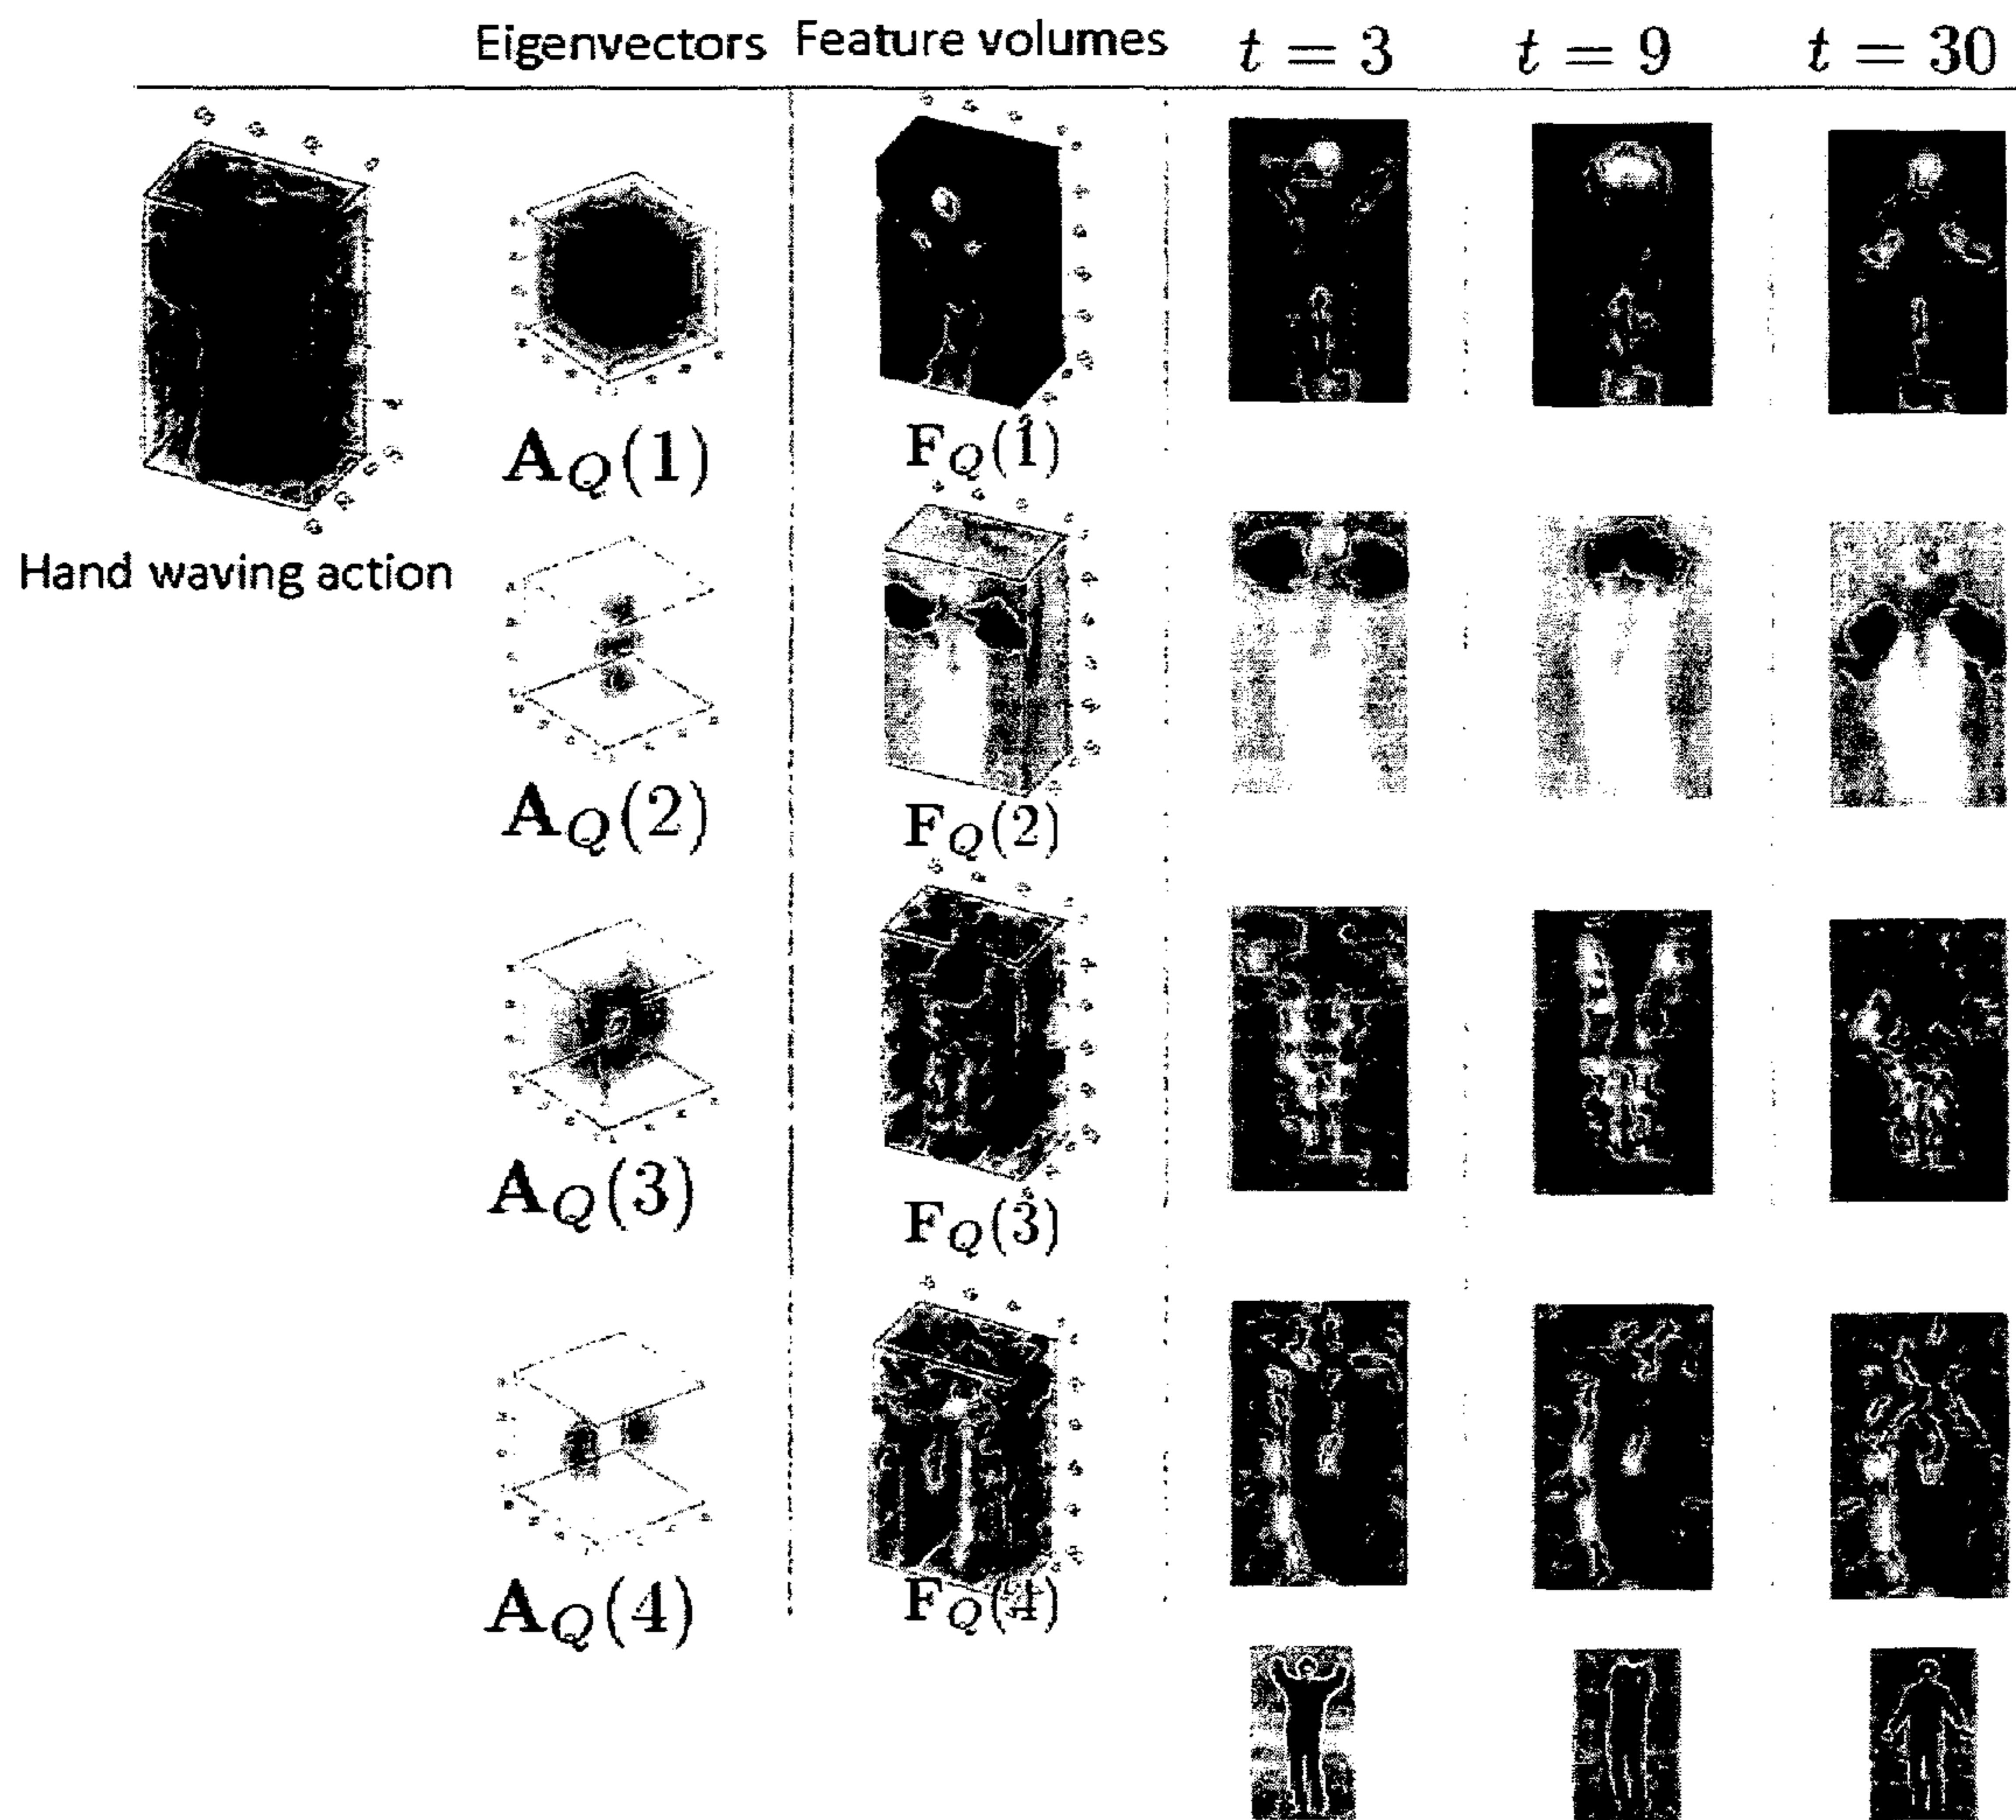 Eigenvectors Feature volumes t = 3 t = 9 t = 30
A_Q(1)
F_Q(1)
Hand waving action
A_Q(2)
F_Q(2)
A_Q(3)
F_Q(3)
A_Q(4)
F_Q(4)